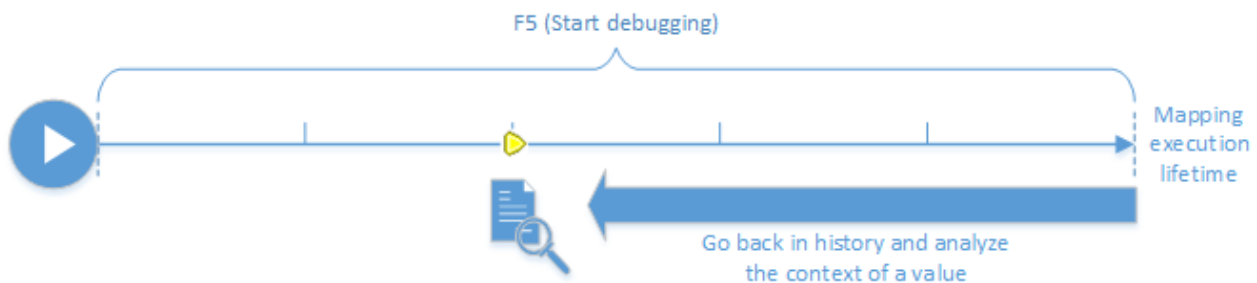 F5 (Start debugging)
Mapping
execution
lifetime
Go back in history and analyze
the context of a value